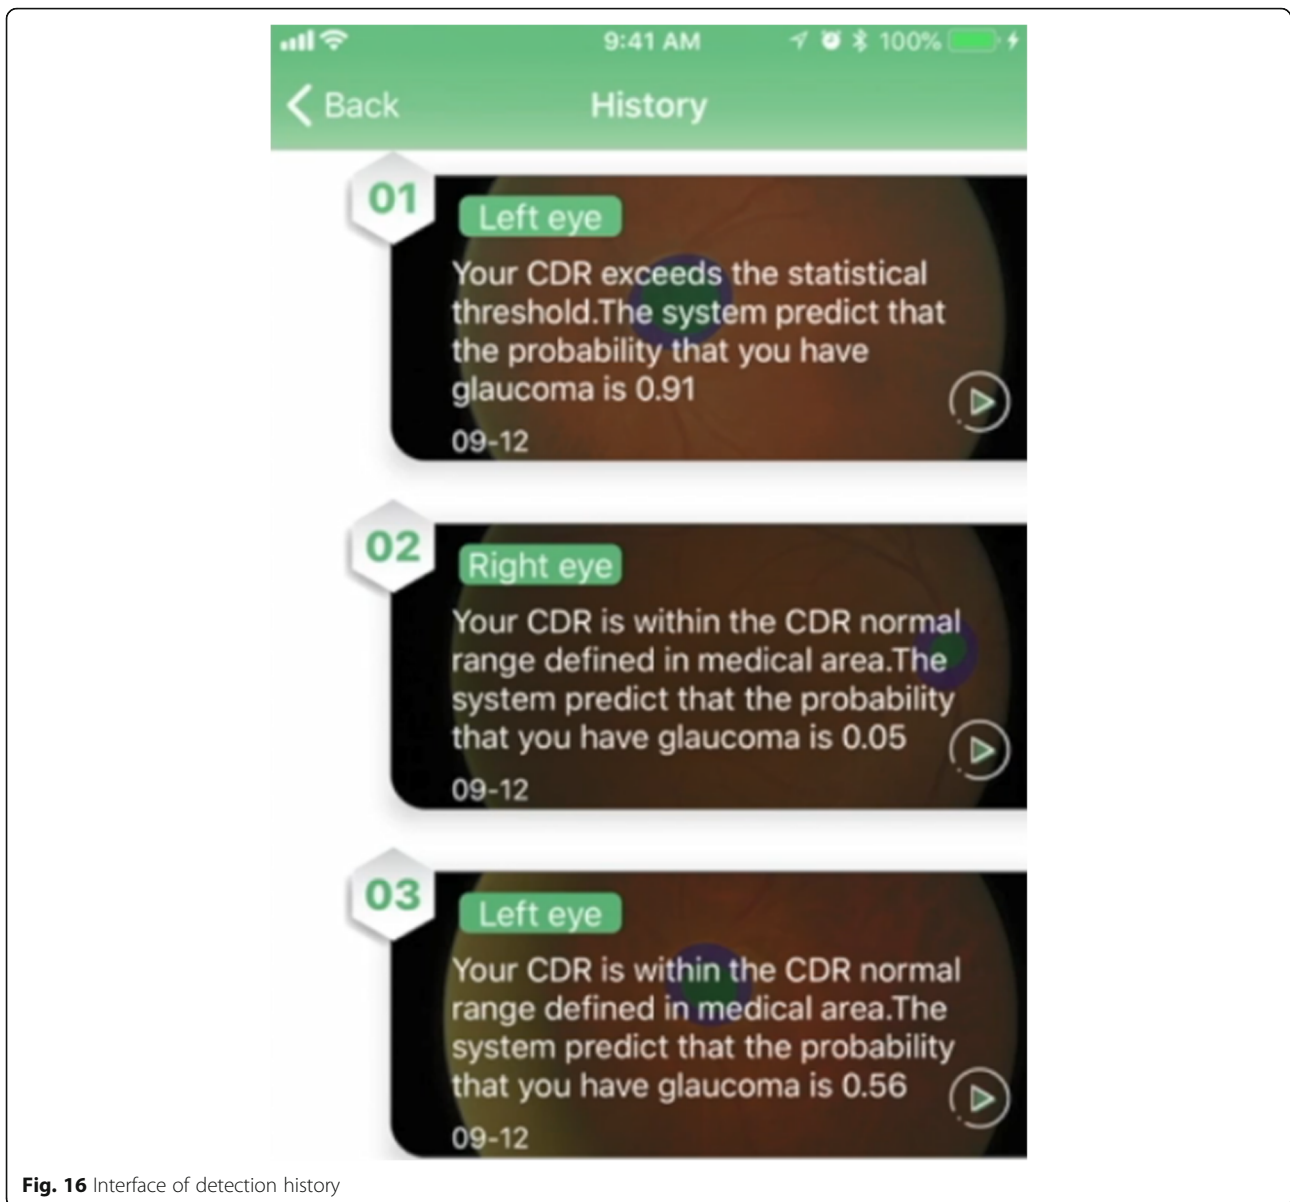 9:41 AM 100%
Back History
01
Left eye
Your CDR exceeds the statistical
threshold.The system predict that
the probability that you have
glaucoma is 0.91
09-12
02
Right eye
Your CDR is within the CDR normal
range defined in medical area.The
system predict that the probability
that you have glaucoma is 0.05
09-12
03
Left eye
Your CDR is within the CDR normal
range defined in medical area.The
system predict that the probability
that you have glaucoma is 0.56
09-12
Fig. 16 Interface of detection history